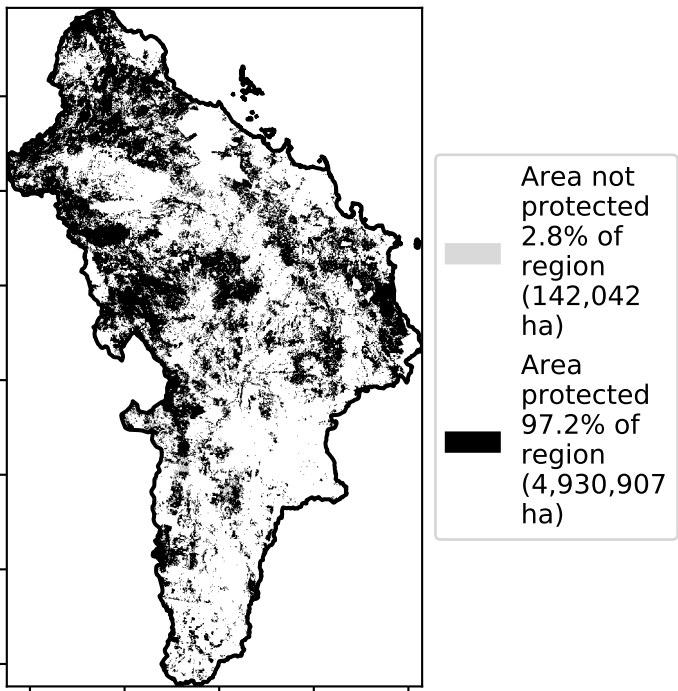 Area not
protected
2.8% of
region
(142,042
ha)
Area
protected
97.2% of
region
(4,930,907
ha)